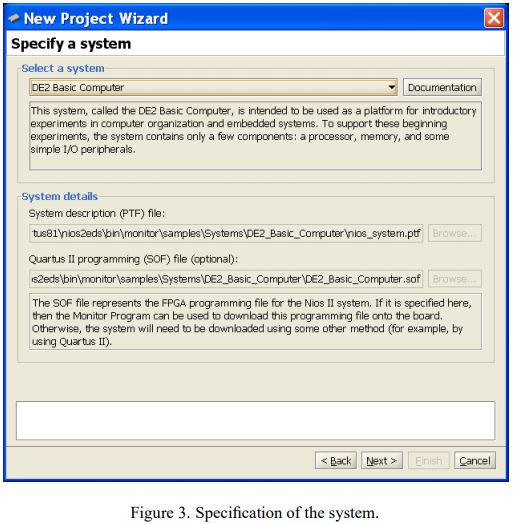 New Project Wizard
Specify a system
Select a system
DE2 Basic Computer
Documentation
This system, called the DE2 Basic Computer, is intended to be used as a platform for introductory
experiments in computer organization and embedded systems. To support these beginning
experiments, the system contains only a few components: a processor, memory, and some
simple I/O peripherals.
System details
System description (PTF) file:
tus81\nios2eds\bin\monitor\samples\Systems\DE2_Basic_Computer\nios_system.ptf
Browse...
Quartus II programming (SOF) file (optional):
s2eds\bin\monitor\samples\Systems\DE2_Basic_Computer\DE2_Basic_Computer.sof
Browse...
The SOF file represents the FPGA programming file for the Nios II system. If it is specified here,
then the Monitor Program can be used to download this programming file onto the board.
Otherwise, the system will need to be downloaded using some other method (for example, by
using Quartus II).
< Back
Next >
Finish
Cancel
Figure 3. Specification of the system.